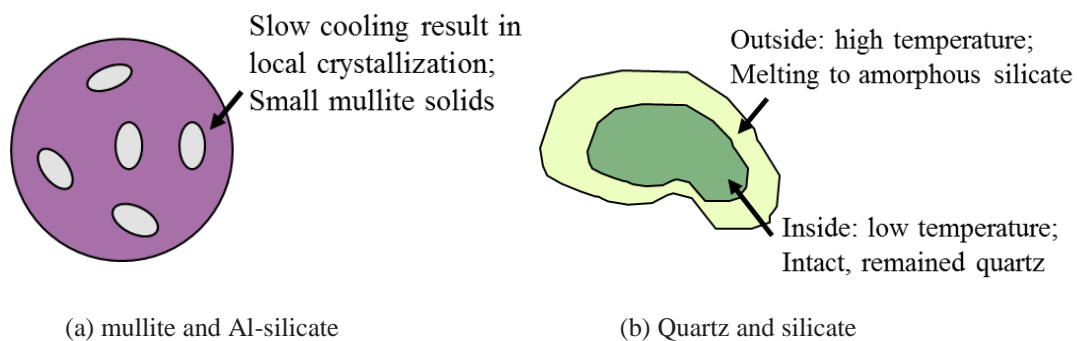 Slow cooling result in
local crystallization;
Small mullite solids
Outside: high temperature;
Melting to amorphous silicate
Inside: low temperature;
Intact, remained quartz
(a) mullite and Al-silicate
(b) Quartz and silicate